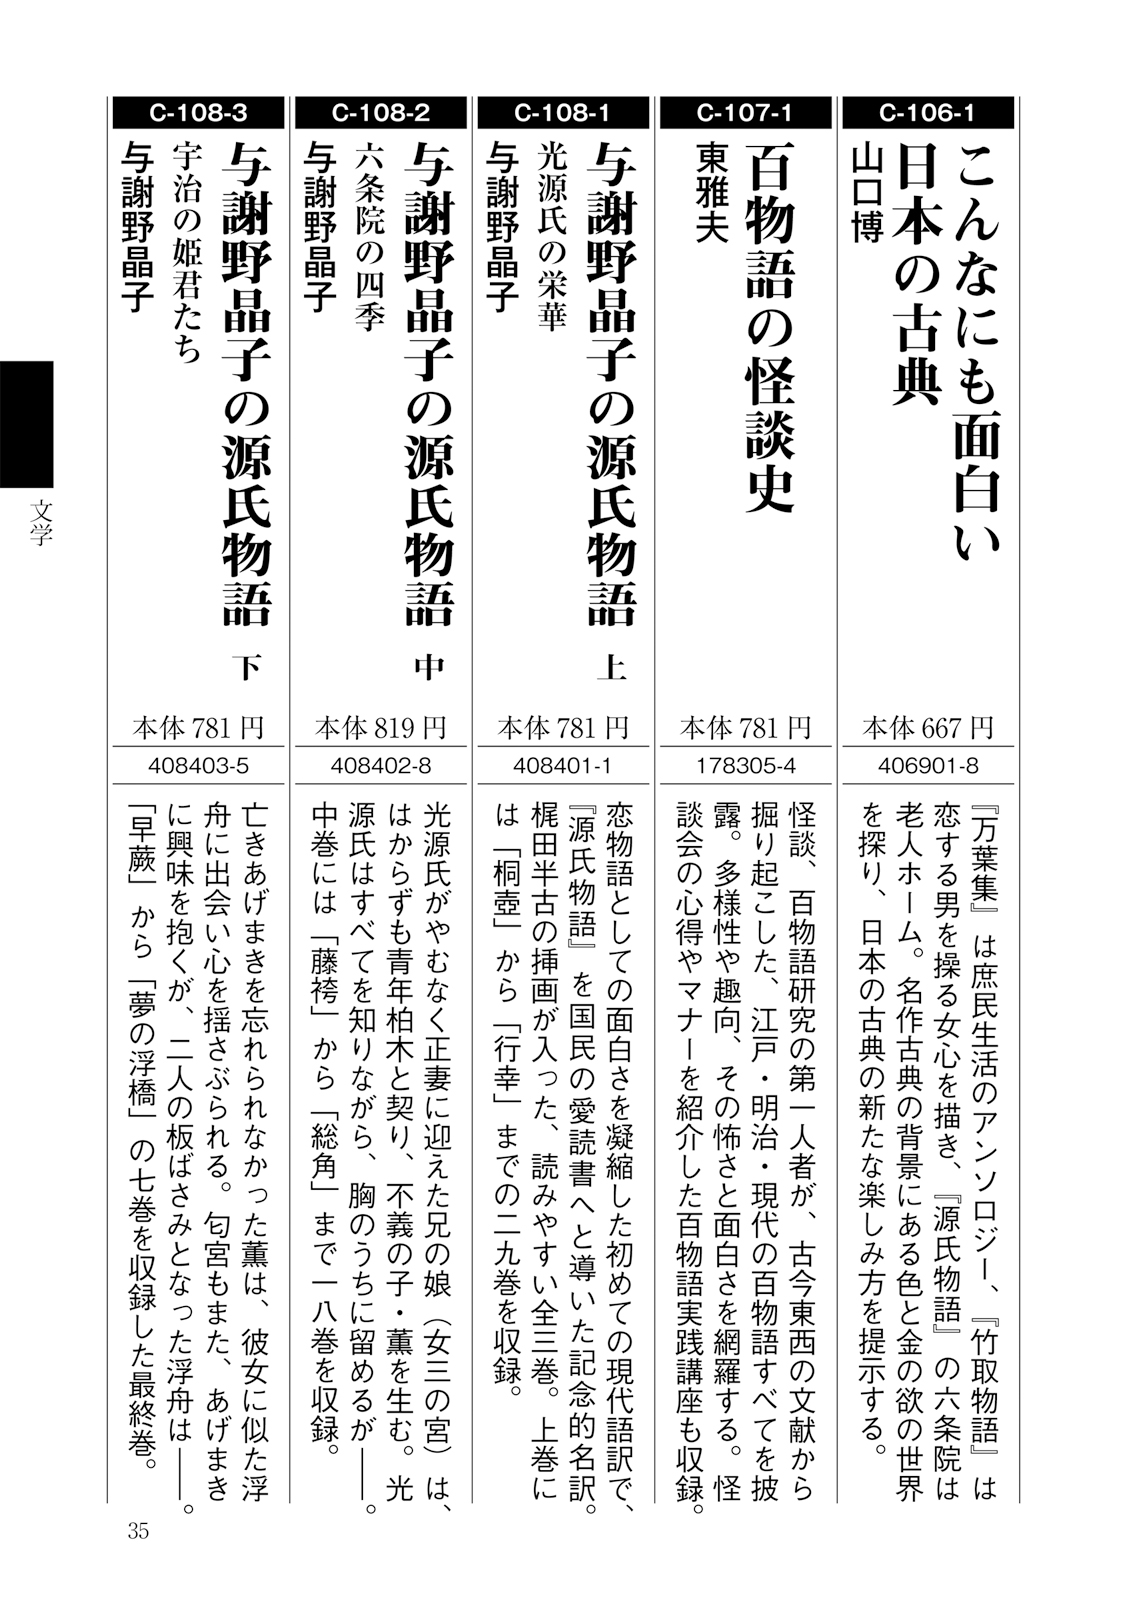 C-106-1
こんなにも面白い
日本の古典
山口博
本体667円
406901-8
『万葉集』は庶民生活のアンソロジー、『竹取物語』は
恋する男を操る女心を描き、『源氏物語』の六条院は
老人ホーム。名作古典の背景にある色と金の欲の世界
を探り、日本の古典の新たな楽しみ方を提示する。
C-107-1
百物語の怪談史
東雅夫
本体781円
178305-4
怪談、百物語研究の第一人者が、古今東西の文献から
掘り起こした、江戸・明治・現代の百物語すべてを披
露。多様性や趣向、その怖さと面白さを網羅する。怪
談会の心得やマナーを紹介した百物語実践講座も収録。
C-108-1
与謝野晶子の源氏物語 上
光源氏の栄華
与謝野晶子
本体781円
408401-1
恋物語としての面白さを凝縮した初めての現代語訳で、
『源氏物語』を国民の愛読書へと導いた記念的名訳。
梶田半古の挿画が入った、読みやすい全三巻。上巻に
は「桐壺」から「行幸」までの二九巻を収録。
C-108-2
与謝野晶子の源氏物語 中
六条院の四季
与謝野晶子
本体819円
408402-8
光源氏がやむなく正妻に迎えた兄の娘（女三の宮）は、
はからずも青年柏木と契り、不義の子・薫を生む。光
源氏はすべてを知りながら、胸のうちに留めるが――。
中巻には「藤袴」から「総角」まで一八巻を収録。
C-108-3
与謝野晶子の源氏物語 下
宇治の姫君たち
与謝野晶子
本体781円
408403-5
亡きあげまきを忘れられなかった薫は、彼女に似た浮
舟に出会い心を揺さぶられる。匂宮もまた、あげまき
に興味を抱くが、二人の板ばさみとなった浮舟は――。
「早蕨」から「夢の浮橋」の七巻を収録した最終巻。
文学
35